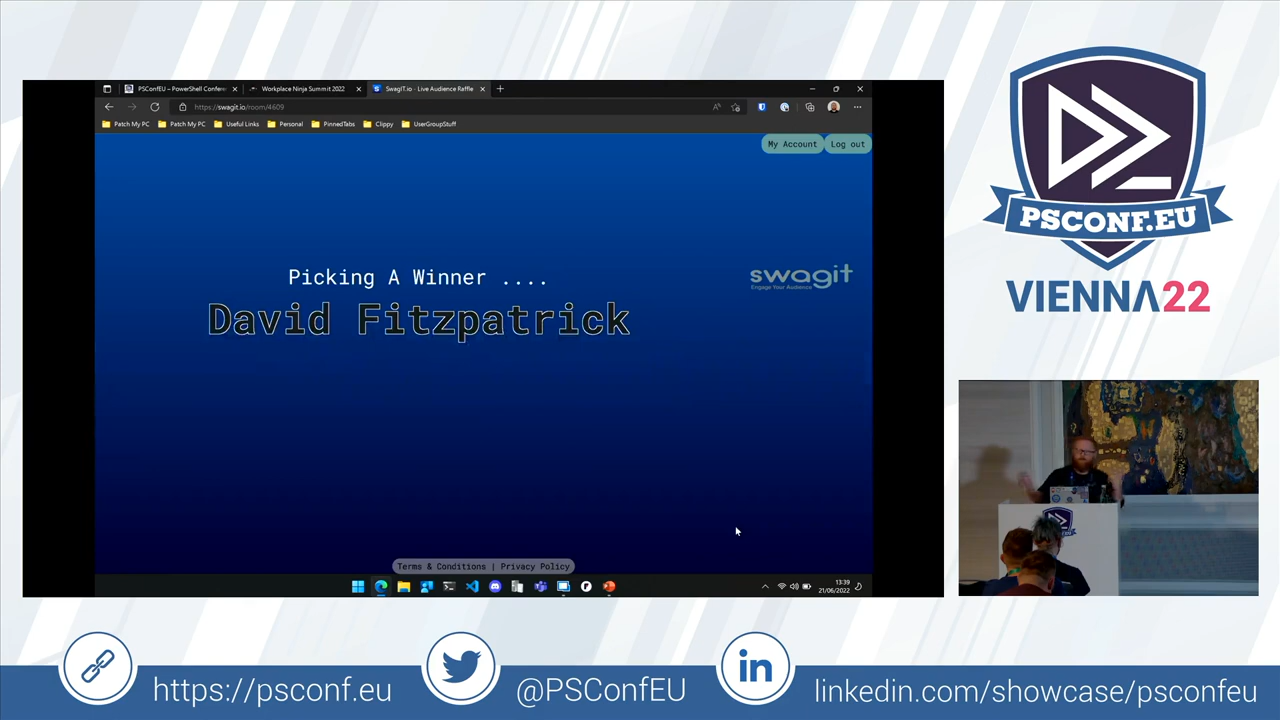 PSConfEU – PowerShell Conferen
Workplace Ninja Summit 2022
SwagIT.io - Live Audience Raffle
https://swagit.io/room/4609
Patch My PC
Patch My PC
Useful Links
Personal
PinnedTabs
Clippy
UserGroupStuff
My Account
Log out
Picking A Winner ....
David Fitzpatrick
swagit
Engage Your Audience
Terms & Conditions | Privacy Policy
13:39
21/06/2022
PSCONF.EU
VIENNA22
https://psconf.eu
@PSConfEU
in
linkedin.com/showcase/psconfeu